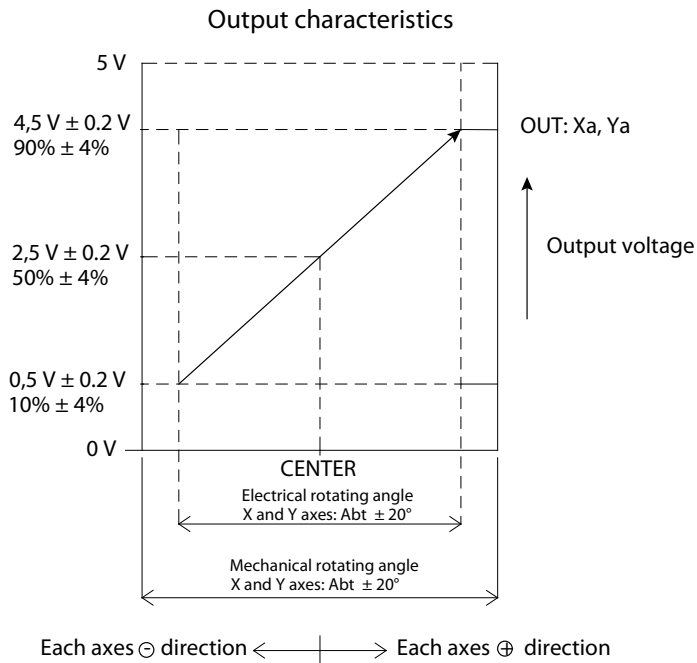 Output characteristics
5 V
4,5 V ± 0.2 V
90% ± 4%
OUT: Xa, Ya
Output voltage
2,5 V ± 0.2 V
50% ± 4%
0,5 V ± 0.2 V
10% ± 4%
0 V
CENTER
Electrical rotating angle
X and Y axes: Abt ± 20°
Mechanical rotating angle
X and Y axes: Abt ± 20°
Each axes ⊖ direction
Each axes ⊕ direction